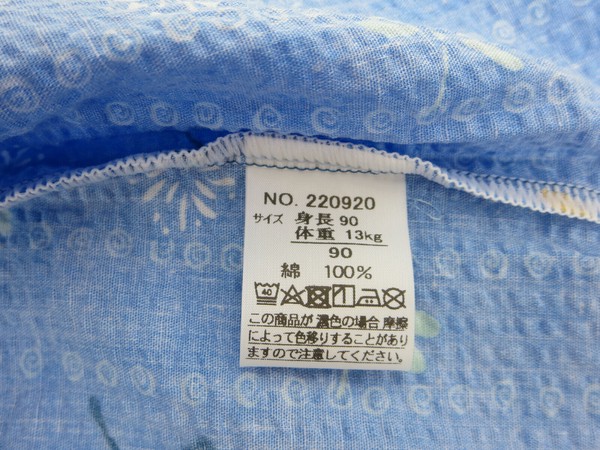 NO. 220920
サイズ 身長 90
体重 13kg
90
綿 100%
40
この商品が 濃色の場合 摩擦
によって色移りすることがあり
ますので注意してください。